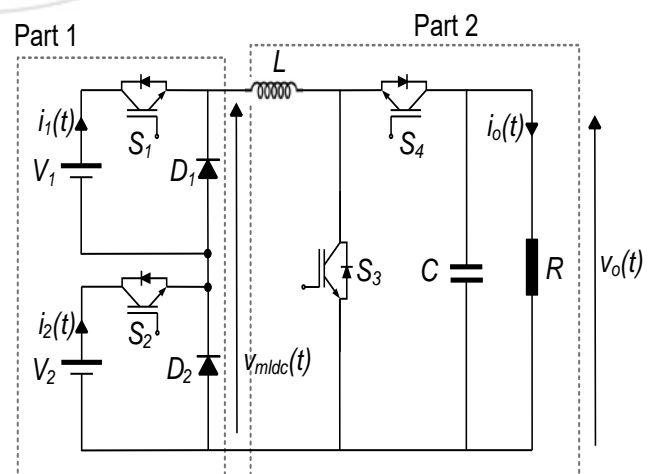 Part 1
Part 2
L
i1(t)
S1
S4
io(t)
V1
D1
S3
C
R
vo(t)
i2(t)
S2
V2
D2
vmldc(t)